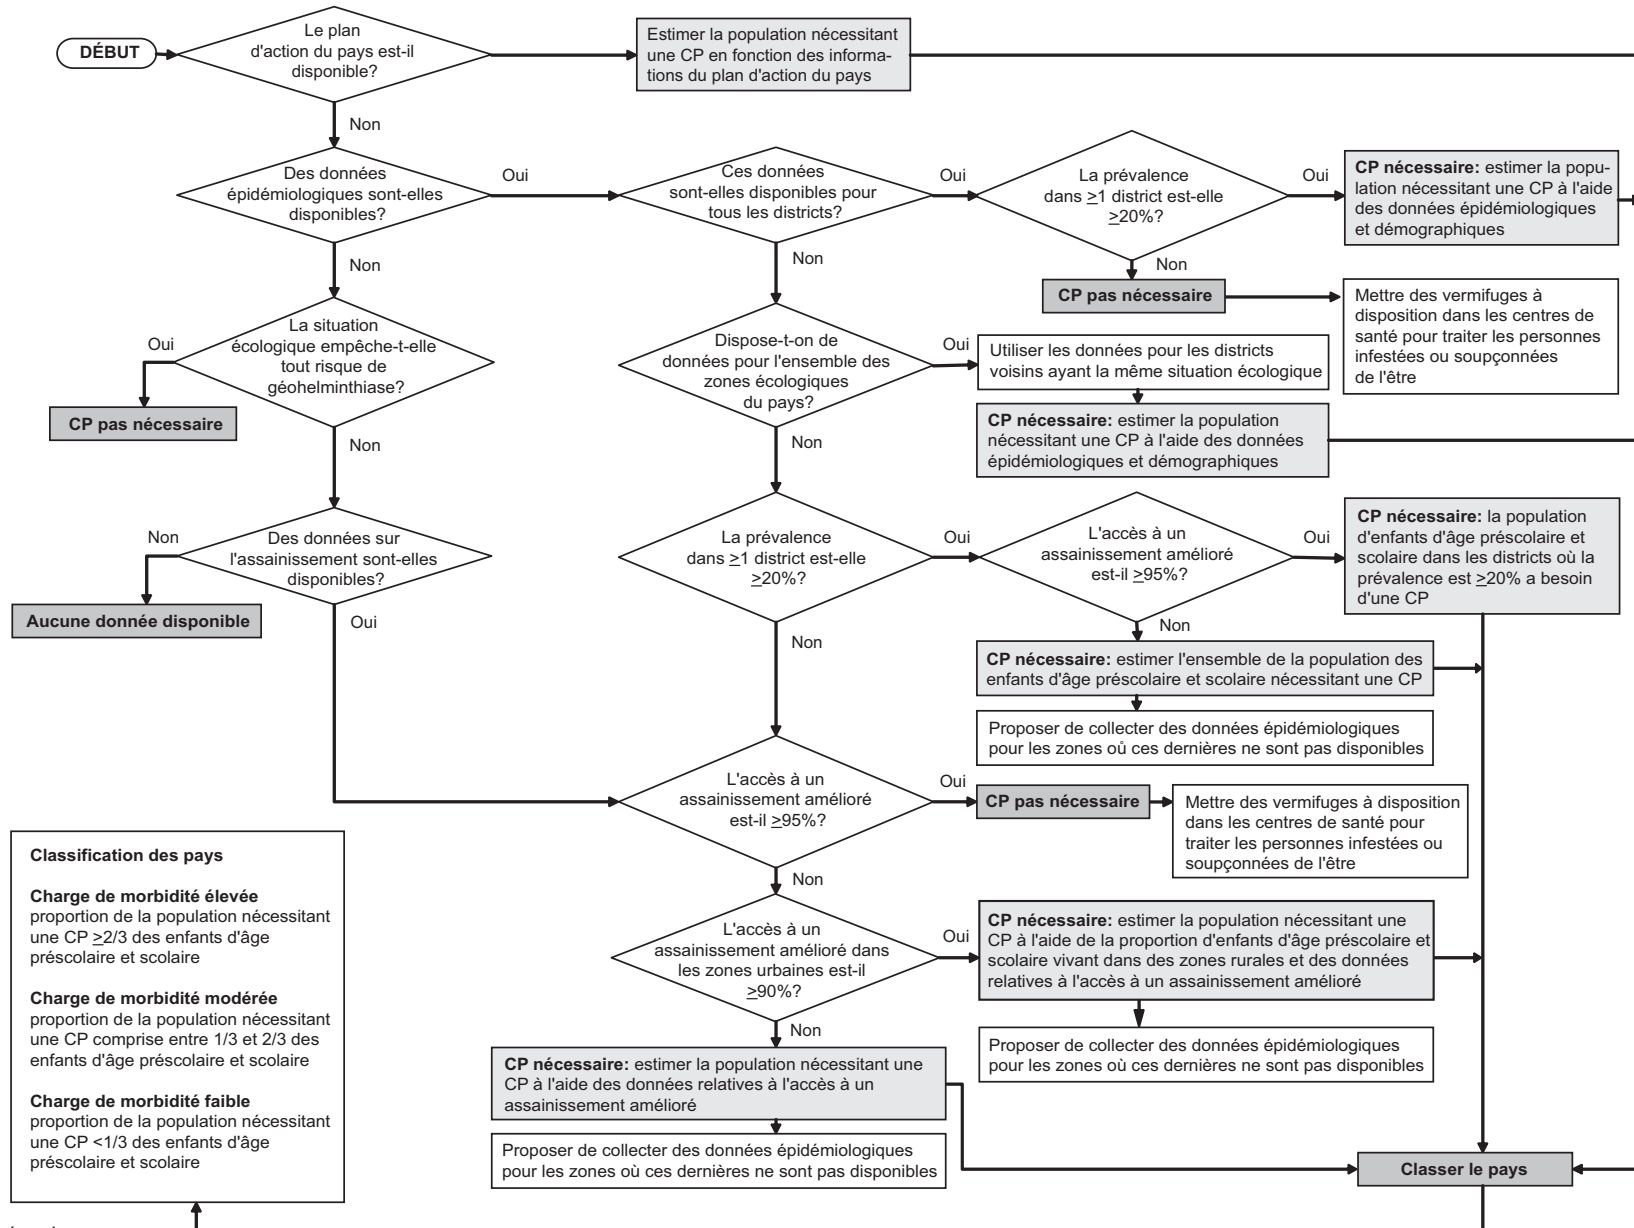 DÉBUT
Le plan
d'action du pays est-il
disponible?
Estimer la population nécessitant
une CP en fonction des informa-
tions du plan d'action du pays
Non
Des données
épidémiologiques sont-elles
disponibles?
Oui
Ces données
sont-elles disponibles pour
tous les districts?
Oui
La prévalence
dans ≥1 district est-elle
≥20%?
Oui
CP nécessaire: estimer la popu-
lation nécessitant une CP à l'aide
des données épidémiologiques
et démographiques
Non
CP pas nécessaire
Mettre des vermifuges à
disposition dans les centres de
santé pour traiter les personnes
infestées ou soupçonnées
de l'être
Non
La situation
écologique empêche-t-elle
tout risque de
géohelminthiase?
Oui
CP pas nécessaire
Non
Dispose-t-on de
données pour l'ensemble des
zones écologiques
du pays?
Oui
Utiliser les données pour les districts
voisins ayant la même situation écologique
CP nécessaire: estimer la population
nécessitant une CP à l'aide des données
épidémiologiques et démographiques
Non
Des données sur
l'assainissement sont-elles
disponibles?
Non
Aucune donnée disponible
Oui
Non
La prévalence
dans ≥1 district est-elle
≥20%?
Oui
L'accès à un
assainissement amélioré
est-il ≥95%?
Oui
CP nécessaire: la population
d'enfants d'âge préscolaire et
scolaire dans les districts où la
prévalence est ≥20% a besoin
d'une CP
Non
CP nécessaire: estimer l'ensemble de la population des
enfants d'âge préscolaire et scolaire nécessitant une CP
Proposer de collecter des données épidémiologiques
pour les zones où ces dernières ne sont pas disponibles
Non
L'accès à un
assainissement amélioré
est-il ≥95%?
Oui
CP pas nécessaire
Mettre des vermifuges à disposition
dans les centres de santé pour
traiter les personnes infestées ou
soupçonnées de l'être
Non
L'accès à un
assainissement amélioré dans
les zones urbaines est-il
≥90%?
Oui
CP nécessaire: estimer la population nécessitant une
CP à l'aide de la proportion d'enfants d'âge préscolaire et
scolaire vivant dans des zones rurales et des données
relatives à l'accès à un assainissement amélioré
Proposer de collecter des données épidémiologiques
pour les zones où ces dernières ne sont pas disponibles
Non
CP nécessaire: estimer la population nécessitant une
CP à l'aide des données relatives à l'accès à un
assainissement amélioré
Proposer de collecter des données épidémiologiques
pour les zones où ces dernières ne sont pas disponibles
Classer le pays
Classification des pays
Charge de morbidité élevée
proportion de la population nécessitant
une CP ≥2/3 des enfants d'âge
préscolaire et scolaire
Charge de morbidité modérée
proportion de la population nécessitant
une CP comprise entre 1/3 et 2/3 des
enfants d'âge préscolaire et scolaire
Charge de morbidité faible
proportion de la population nécessitant
une CP <1/3 des enfants d'âge
préscolaire et scolaire